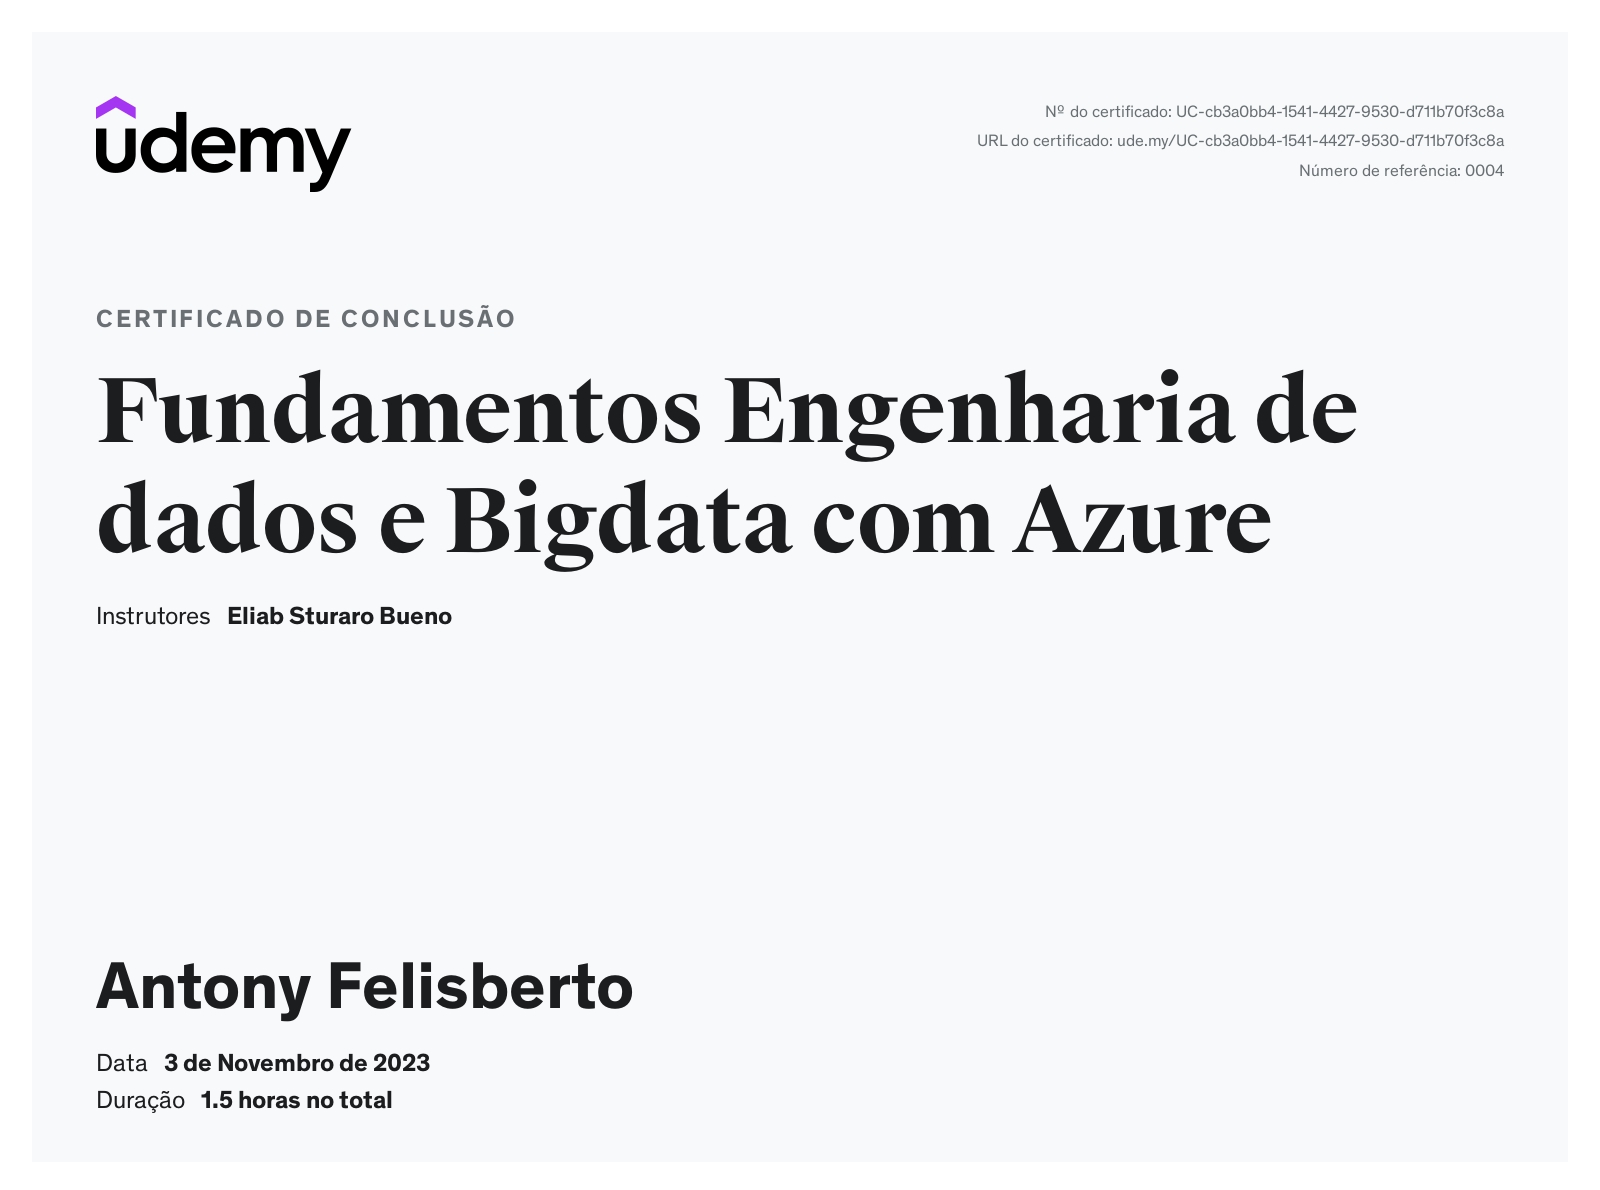 udemy
Nº do certificado: UC-cb3a0bb4-1541-4427-9530-d711b70f3c8a
URL do certificado: ude.my/UC-cb3a0bb4-1541-4427-9530-d711b70f3c8a
Número de referência: 0004
CERTIFICADO DE CONCLUSÃO
Fundamentos Engenharia de
dados e Bigdata com Azure
Instrutores Eliab Sturaro Bueno
Antony Felisberto
Data 3 de Novembro de 2023
Duração 1.5 horas no total